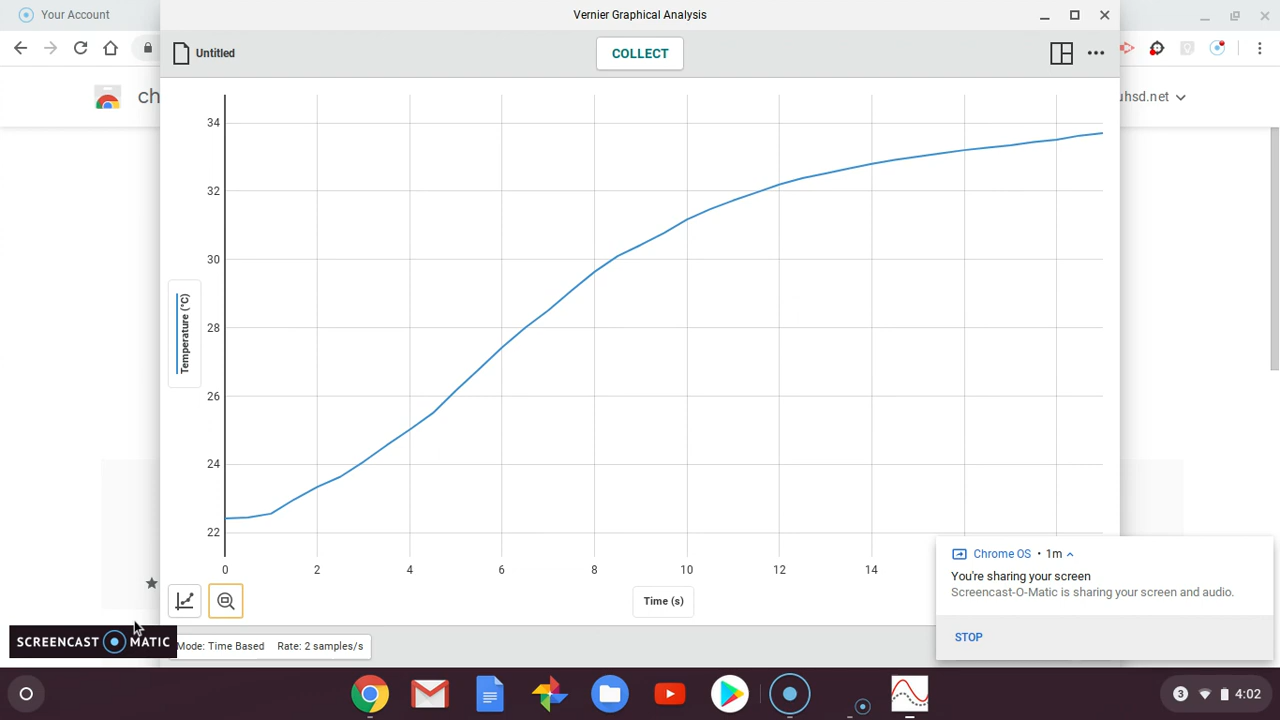 Your Account
Vernier Graphical Analysis
Untitled
COLLECT
ch
uhsd.net
34
32
30
28
26
24
22
Temperature (°C)
0 2 4 6 8 10 12 14
Time (s)
Mode: Time Based Rate: 2 samples/s
Chrome OS • 1m
You're sharing your screen
Screencast-O-Matic is sharing your screen and audio.
STOP
SCREENCAST MATIC
3 4:02